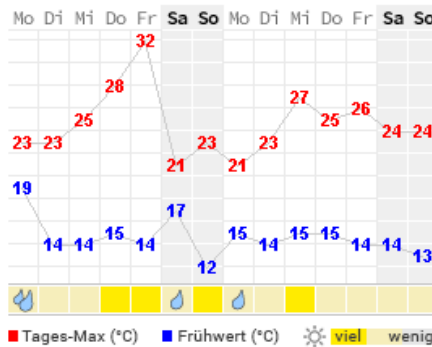 Mo Di Mi Do Fr Sa So Mo Di Mi Do Fr Sa So
32
28
27
25 25 26
23 23 23 23 24 24
21 21
19
17
14 14 15 14 15 14 15 15 14 14
12 13
Tages-Max (°C) Frühwert (°C) viel wenig